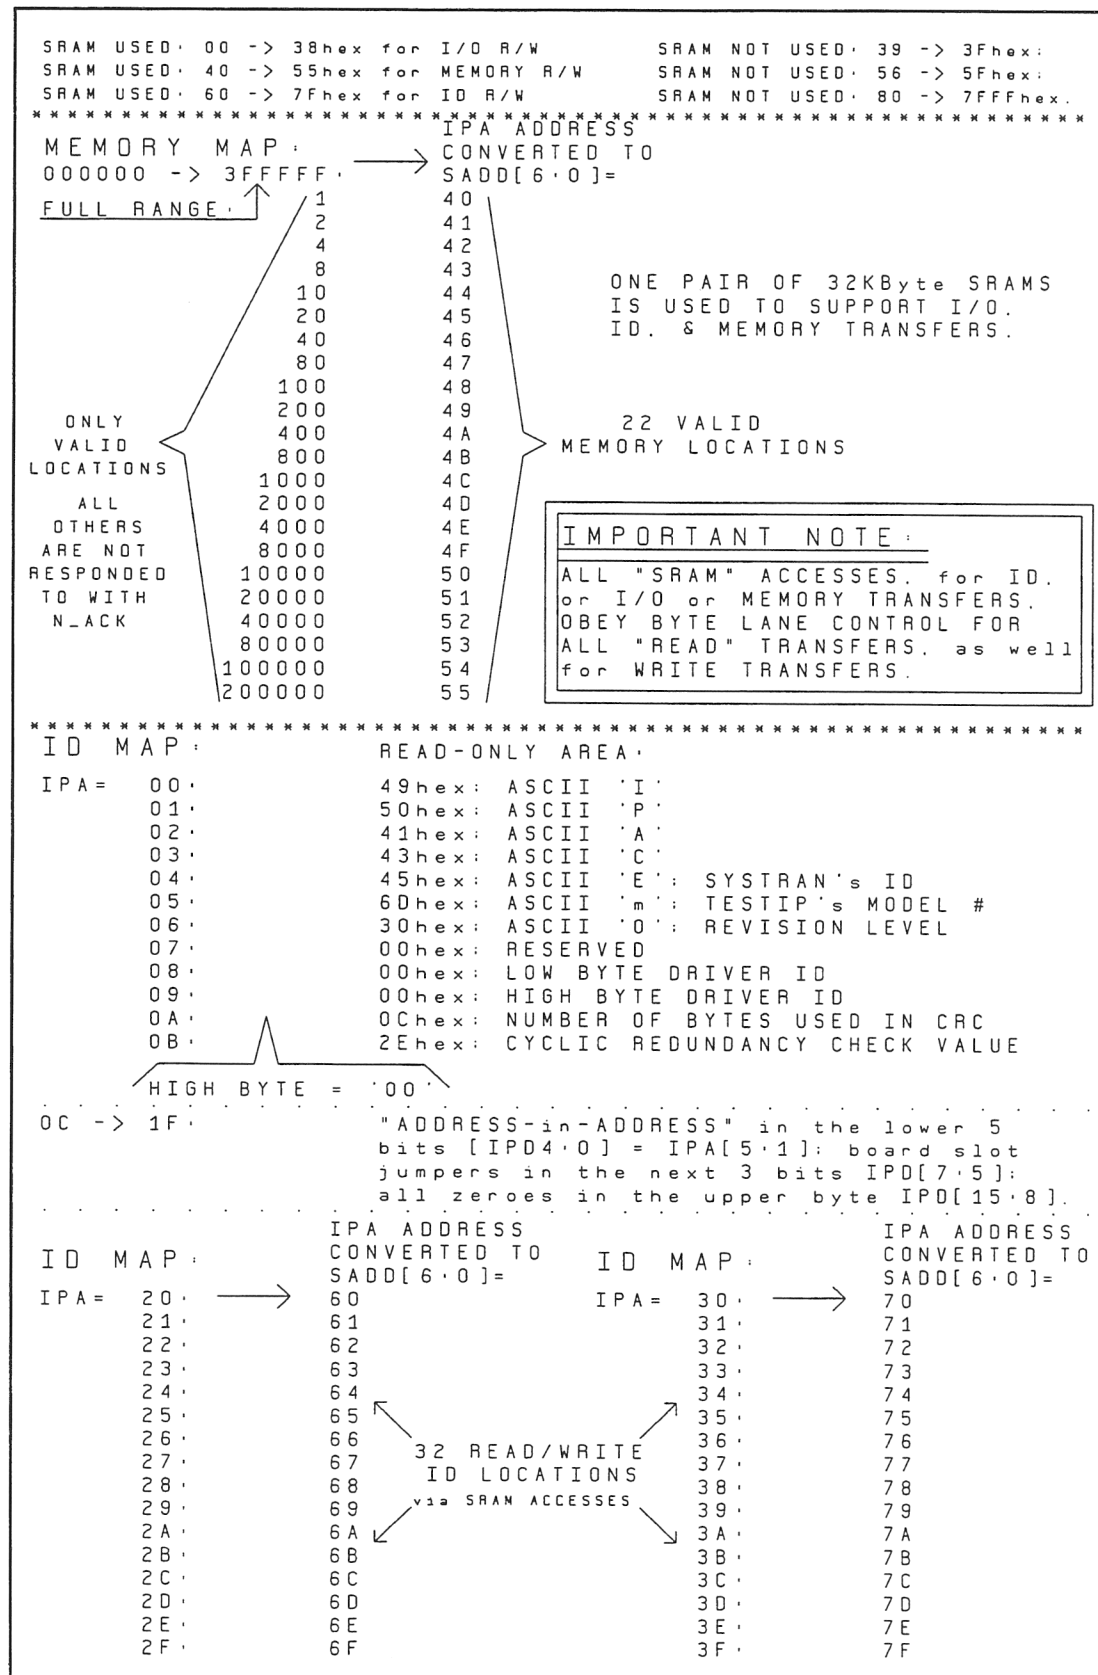 SRAM USED: 00 -> 38hex for I/O R/W SRAM NOT USED: 39 -> 3Fhex;
SRAM USED: 40 -> 55hex for MEMORY R/W SRAM NOT USED: 56 -> 5Fhex;
SRAM USED: 60 -> 7Fhex for ID R/W SRAM NOT USED: 80 -> 7FFFhex.
MEMORY MAP:
000000 -> 3FFFFF.
FULL RANGE.
IPA ADDRESS
CONVERTED TO
SADD[6:0]=
1 40
2 41
4 42
8 43
10 44
20 45
40 46
80 47
100 48
200 49
400 4A
800 4B
1000 4C
2000 4D
4000 4E
8000 4F
10000 50
20000 51
40000 52
80000 53
100000 54
200000 55
ONLY
VALID
LOCATIONS
ALL
OTHERS
ARE NOT
RESPONDED
TO WITH
N_ACK
ONE PAIR OF 32KByte SRAMS
IS USED TO SUPPORT I/O,
ID, & MEMORY TRANSFERS.
22 VALID
MEMORY LOCATIONS
IMPORTANT NOTE:
ALL "SRAM" ACCESSES, for ID,
or I/O or MEMORY TRANSFERS,
OBEY BYTE LANE CONTROL FOR
ALL "READ" TRANSFERS, as well
for WRITE TRANSFERS.
ID MAP: READ-ONLY AREA:
IPA= 00: 49hex; ASCII 'I'
01: 50hex; ASCII 'P'
02: 41hex; ASCII 'A'
03: 43hex; ASCII 'C'
04: 45hex; ASCII 'E'; SYSTRAN's ID
05: 6Dhex; ASCII 'm'; TESTIP's MODEL #
06: 30hex; ASCII '0'; REVISION LEVEL
07: 00hex; RESERVED
08: 00hex; LOW BYTE DRIVER ID
09: 00hex; HIGH BYTE DRIVER ID
0A: 0Chex; NUMBER OF BYTES USED IN CRC
0B: 2Ehex; CYCLIC REDUNDANCY CHECK VALUE
HIGH BYTE = '00'
0C -> 1F: "ADDRESS-in-ADDRESS" in the lower 5
bits [IPD4:0] = IPA[5:1]; board slot
jumpers in the next 3 bits IPD[7:5];
all zeroes in the upper byte IPD[15:8].
ID MAP:
IPA ADDRESS
CONVERTED TO
SADD[6:0]=
IPA= 20: 60
21: 61
22: 62
23: 63
24: 64
25: 65
26: 66
27: 67
28: 68
29: 69
2A: 6A
2B: 6B
2C: 6C
2D: 6D
2E: 6E
2F: 6F
32 READ/WRITE
ID LOCATIONS
via SRAM ACCESSES
ID MAP:
IPA ADDRESS
CONVERTED TO
SADD[6:0]=
IPA= 30: 70
31: 71
32: 72
33: 73
34: 74
35: 75
36: 76
37: 77
38: 78
39: 79
3A: 7A
3B: 7B
3C: 7C
3D: 7D
3E: 7E
3F: 7F